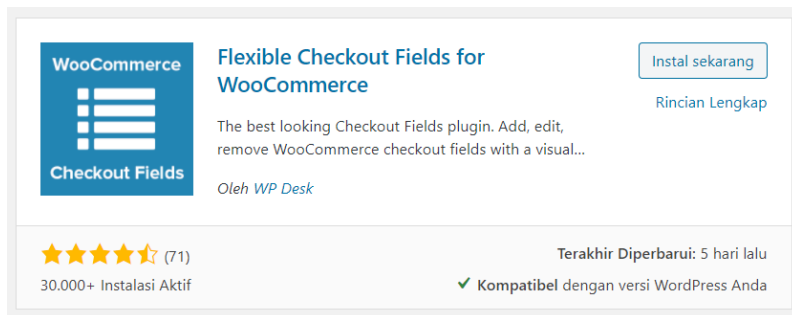 WooCommerce
Checkout Fields
Flexible Checkout Fields for
WooCommerce
Instal sekarang
Rincian Lengkap
The best looking Checkout Fields plugin. Add, edit,
remove WooCommerce checkout fields with a visual...
Oleh WP Desk
(71)
30.000+ Instalasi Aktif
Terakhir Diperbarui: 5 hari lalu
Kompatibel dengan versi WordPress Anda